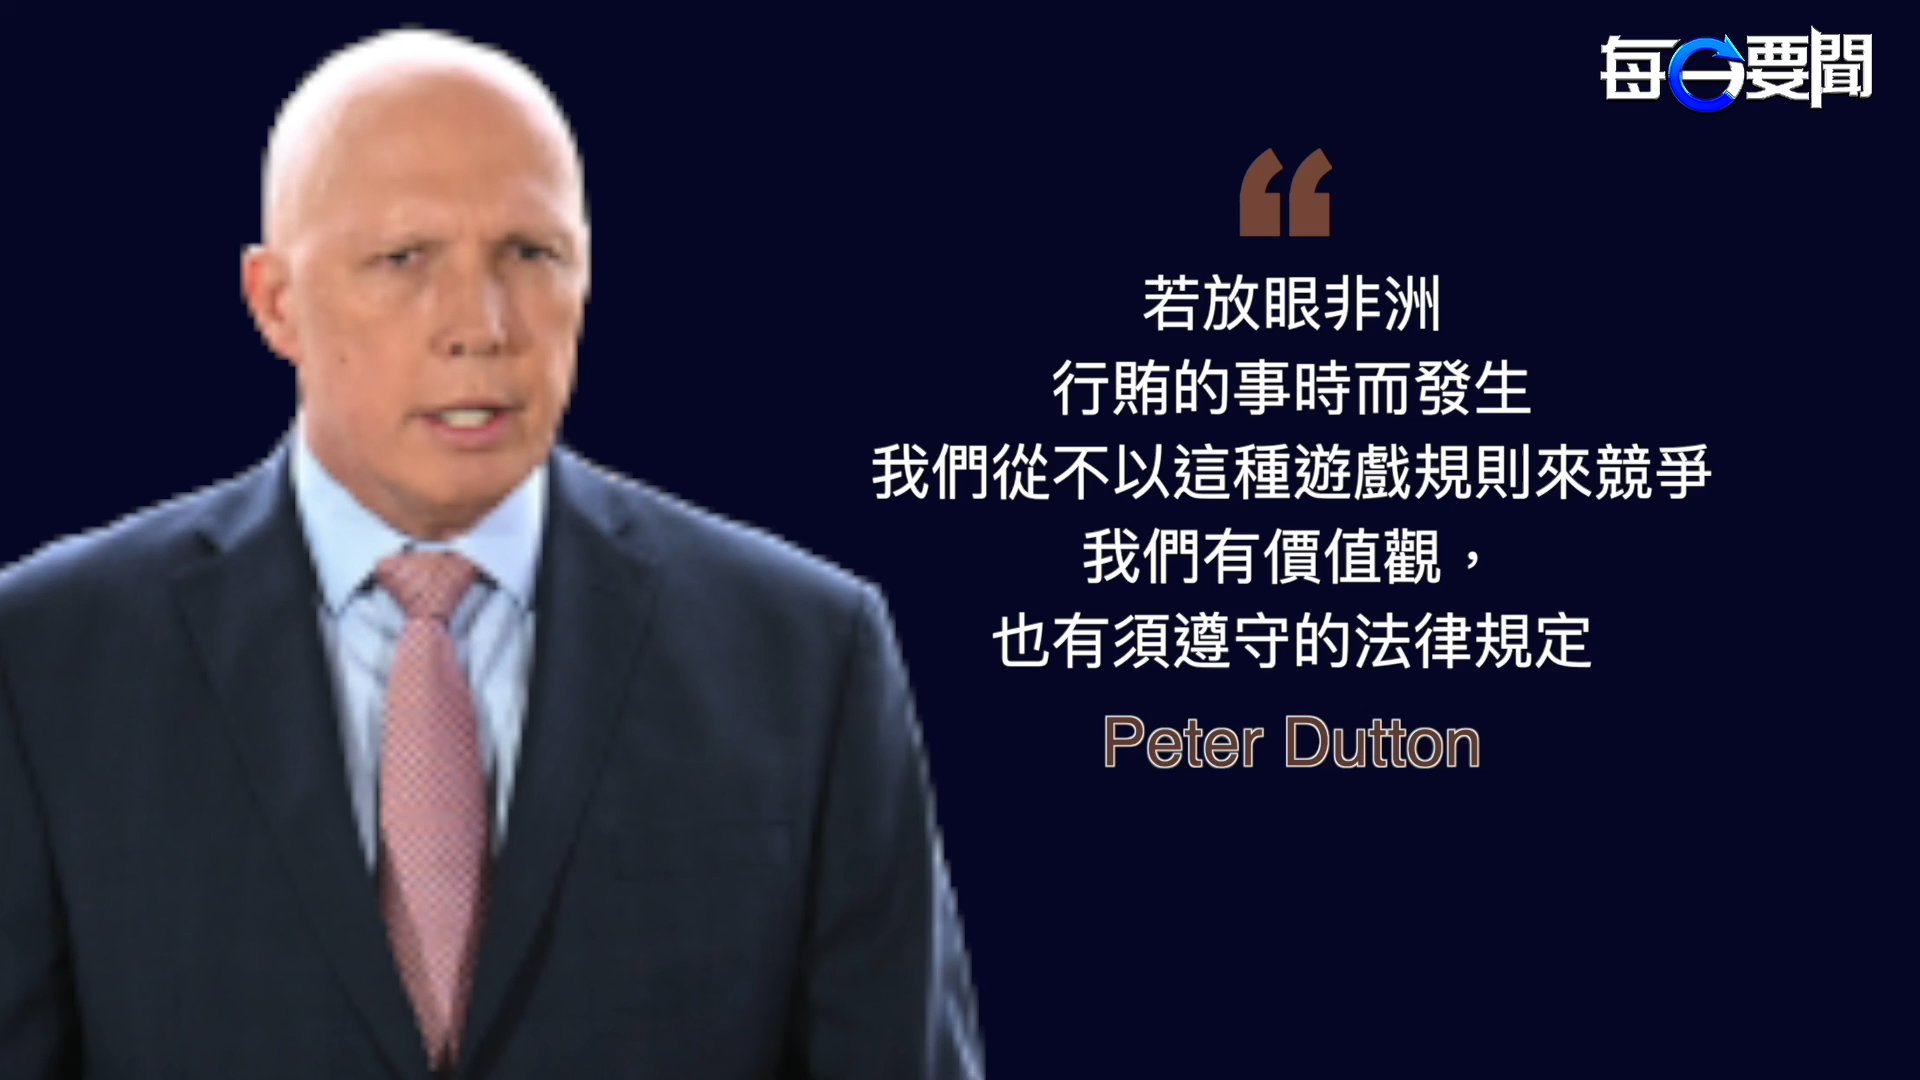 每日要聞
若放眼非洲
行賄的事時而發生
我們從不以這種遊戲規則來競爭
我們有價值觀，
也有須遵守的法律規定
Peter Dutton